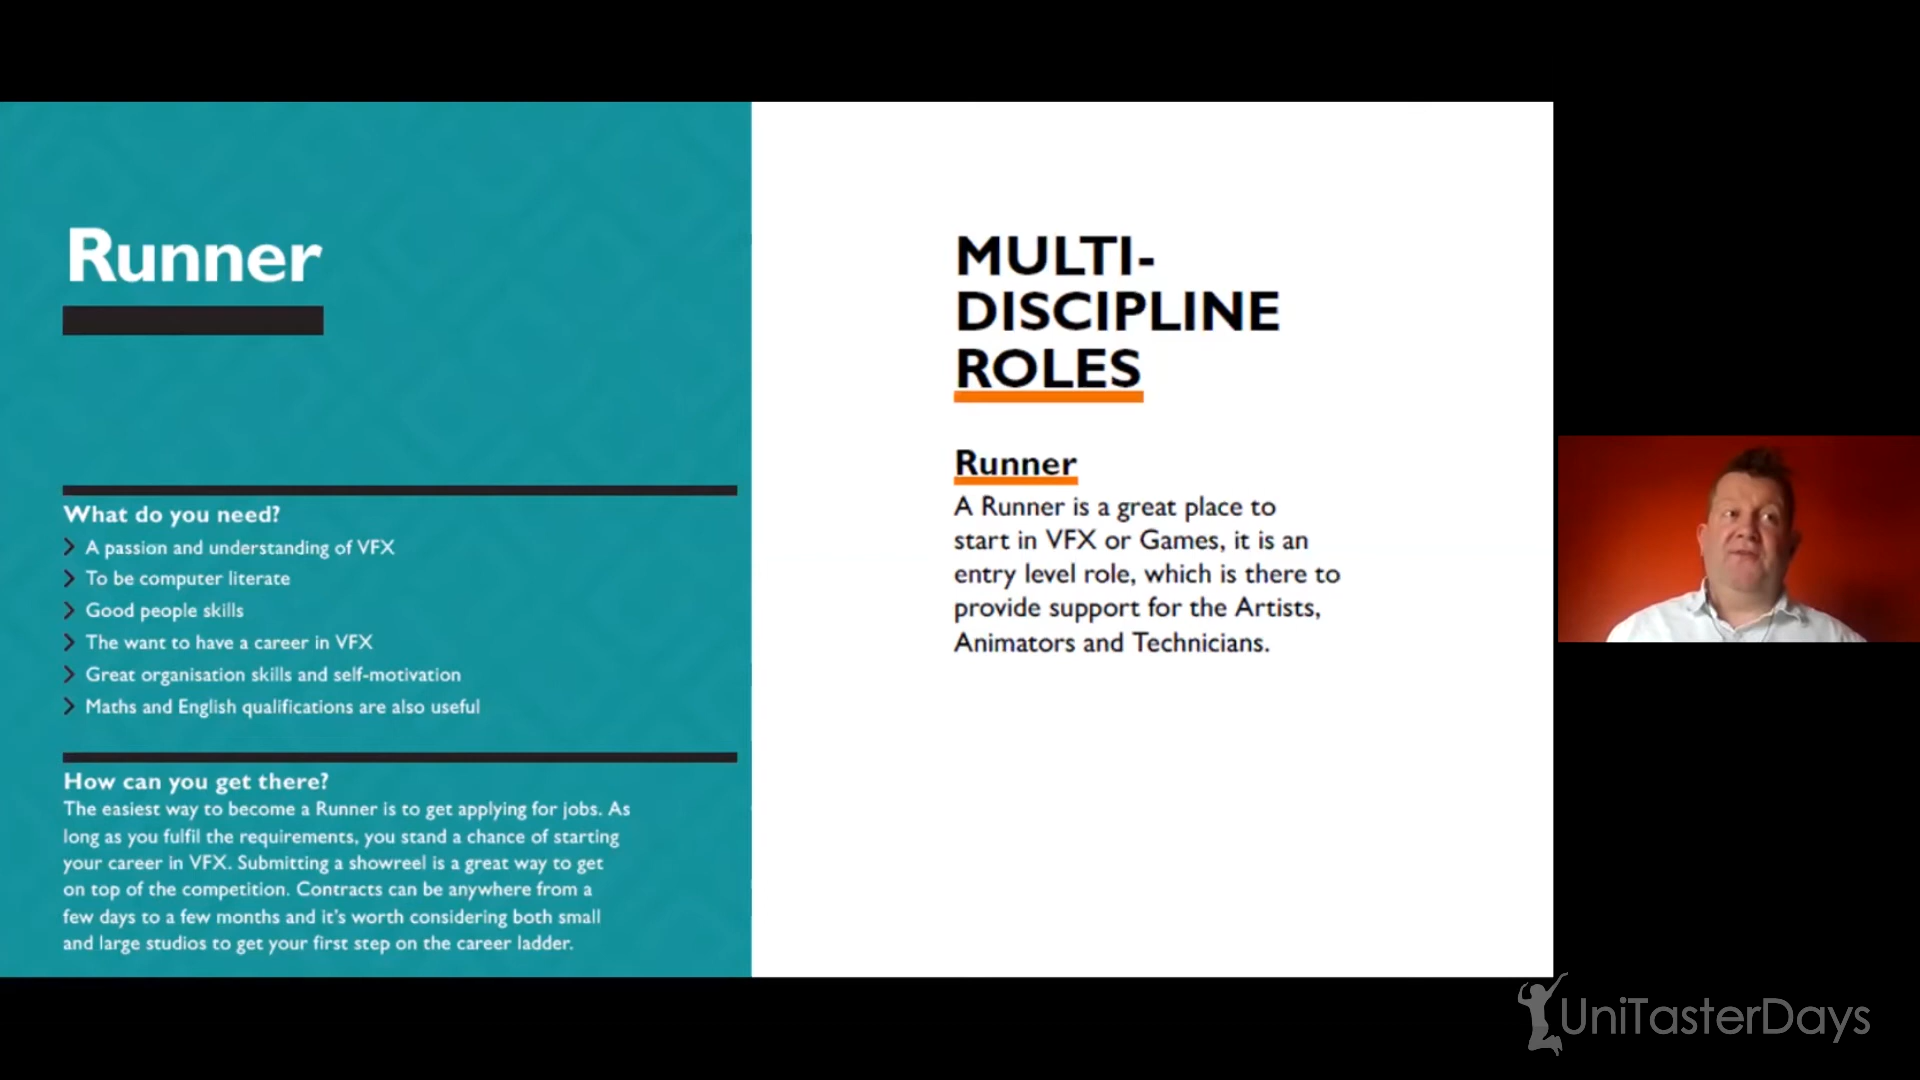 Runner
What do you need?
A passion and understanding of VFX
To be computer literate
Good people skills
The want to have a career in VFX
Great organisation skills and self-motivation
Maths and English qualifications are also useful
How can you get there?
The easiest way to become a Runner is to get applying for jobs. As
long as you fulfil the requirements, you stand a chance of starting
your career in VFX. Submitting a showreel is a great way to get
on top of the competition. Contracts can be anywhere from a
few days to a few months and it's worth considering both small
and large studios to get your first step on the career ladder.
MULTI-
DISCIPLINE
ROLES
Runner
A Runner is a great place to
start in VFX or Games, it is an
entry level role, which is there to
provide support for the Artists,
Animators and Technicians.
UniTasterDays